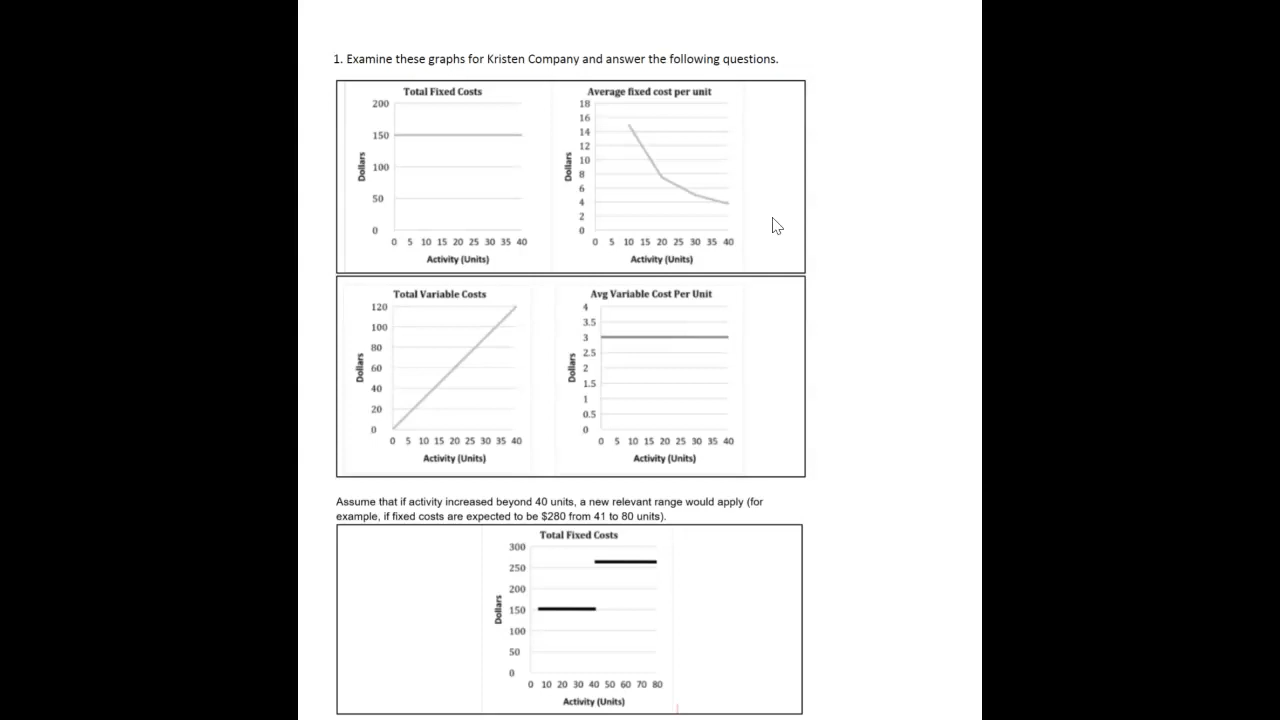 1. Examine these graphs for Kristen Company and answer the following questions.
Total Fixed Costs
200
150
100
50
0
Dollars
0 5 10 15 20 25 30 35 40
Activity (Units)
Average fixed cost per unit
18
16
14
12
10
8
6
4
2
0
Dollars
0 5 10 15 20 25 30 35 40
Activity (Units)
Total Variable Costs
120
100
80
60
40
20
0
Dollars
0 5 10 15 20 25 30 35 40
Activity (Units)
Avg Variable Cost Per Unit
4
3.5
3
2.5
2
1.5
1
0.5
0
Dollars
0 5 10 15 20 25 30 35 40
Activity (Units)
Assume that if activity increased beyond 40 units, a new relevant range would apply (for
example, if fixed costs are expected to be $280 from 41 to 80 units).
Total Fixed Costs
300
250
200
150
100
50
0
Dollars
0 10 20 30 40 50 60 70 80
Activity (Units)